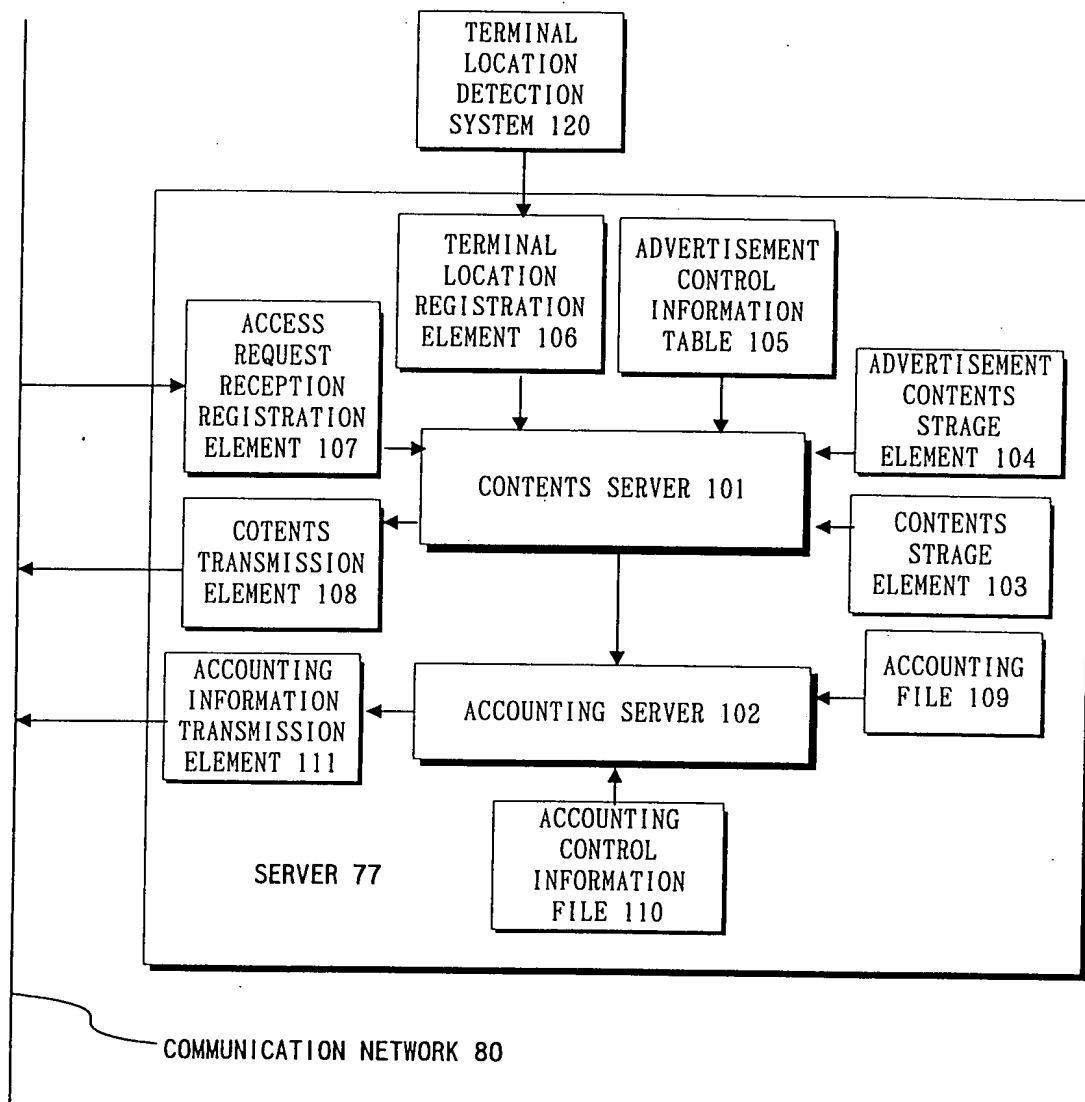 TERMINAL
LOCATION
DETECTION
SYSTEM 120
TERMINAL
LOCATION
REGISTRATION
ELEMENT 106
ADVERTISEMENT
CONTROL
INFORMATION
TABLE 105
ACCESS
REQUEST
RECEPTION
REGISTRATION
ELEMENT 107
ADVERTISEMENT
CONTENTS
STRAGE
ELEMENT 104
CONTENTS SERVER 101
COTENTS
TRANSMISSION
ELEMENT 108
CONTENTS
STRAGE
ELEMENT 103
ACCOUNTING
INFORMATION
TRANSMISSION
ELEMENT 111
ACCOUNTING SERVER 102
ACCOUNTING
FILE 109
ACCOUNTING
CONTROL
INFORMATION
FILE 110
SERVER 77
COMMUNICATION NETWORK 80